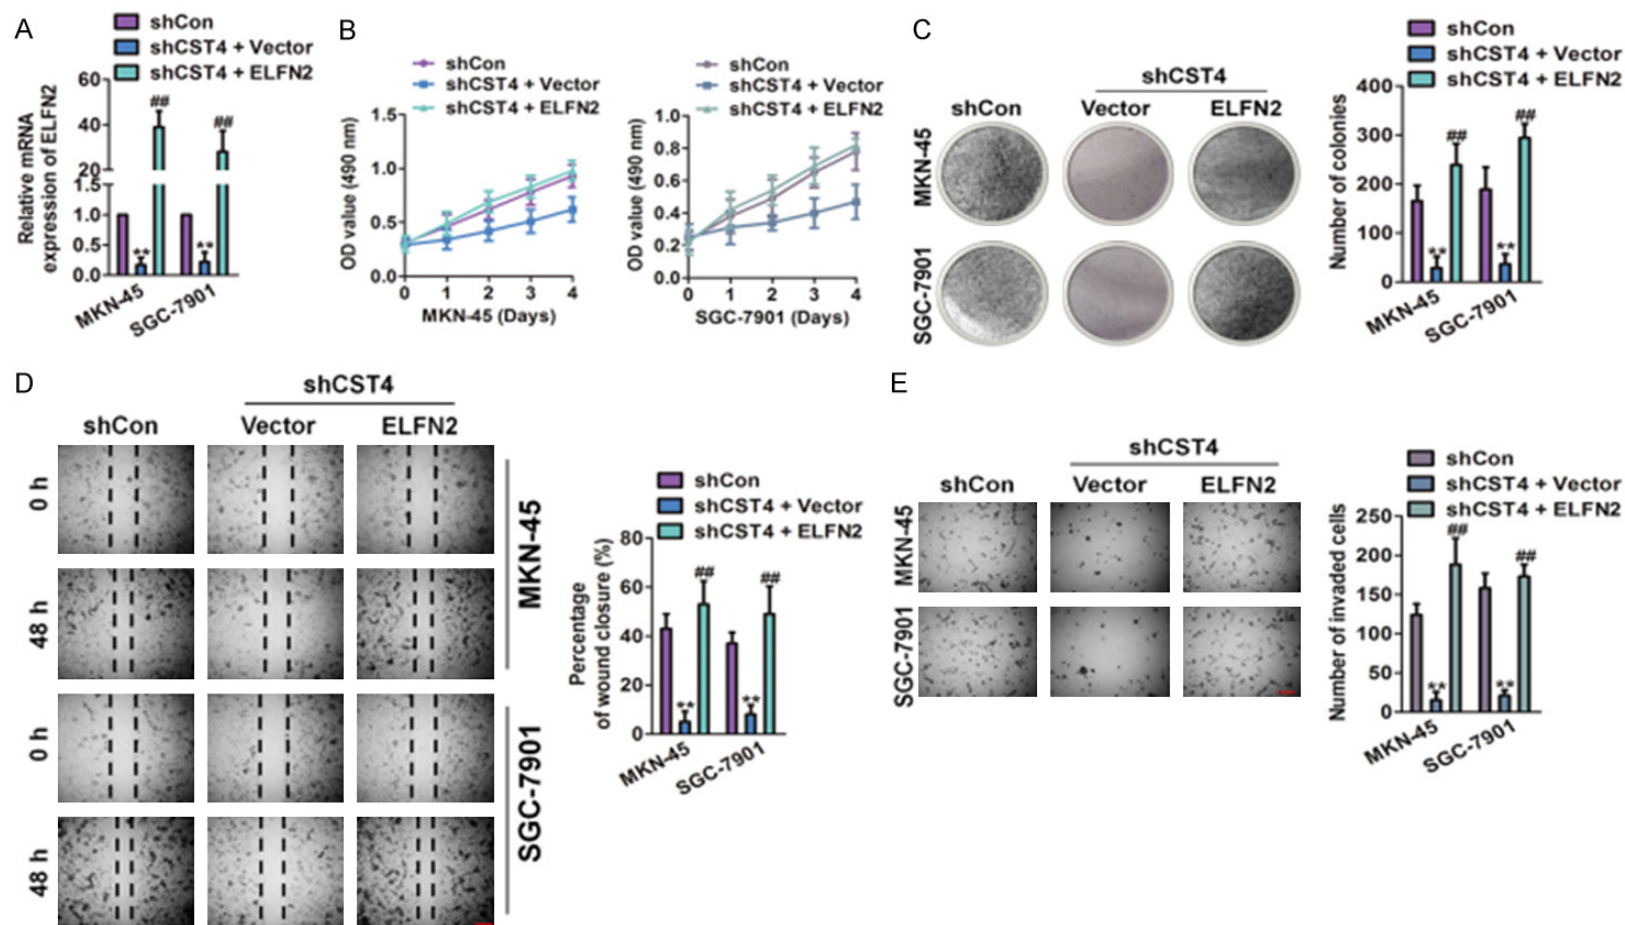 A
shCon
shCST4 + Vector
shCST4 + ELFN2
Relative mRNA
expression of ELFN2
60
40
20
1.5
1.0
0.5
0.0
##
##
**
**
MKN-45
SGC-7901
B
shCon
shCST4 + Vector
shCST4 + ELFN2
OD value (490 nm)
1.5
1.0
0.5
0.0
0 1 2 3 4
MKN-45 (Days)
shCon
shCST4 + Vector
shCST4 + ELFN2
OD value (490 nm)
1.0
0.8
0.6
0.4
0.2
0.0
0 1 2 3 4
SGC-7901 (Days)
C
shCST4
shCon Vector ELFN2
MKN-45
SGC-7901
shCon
shCST4 + Vector
shCST4 + ELFN2
Number of colonies
400
300
200
100
0
##
##
**
**
MKN-45
SGC-7901
D
shCST4
shCon Vector ELFN2
0 h
48 h
MKN-45
0 h
48 h
SGC-7901
shCon
shCST4 + Vector
shCST4 + ELFN2
Percentage
of wound closure (%)
80
60
40
20
0
##
##
**
**
MKN-45
SGC-7901
E
shCST4
shCon Vector ELFN2
MKN-45
SGC-7901
shCon
shCST4 + Vector
shCST4 + ELFN2
Number of invaded cells
250
200
150
100
50
0
##
##
**
**
MKN-45
SGC-7901